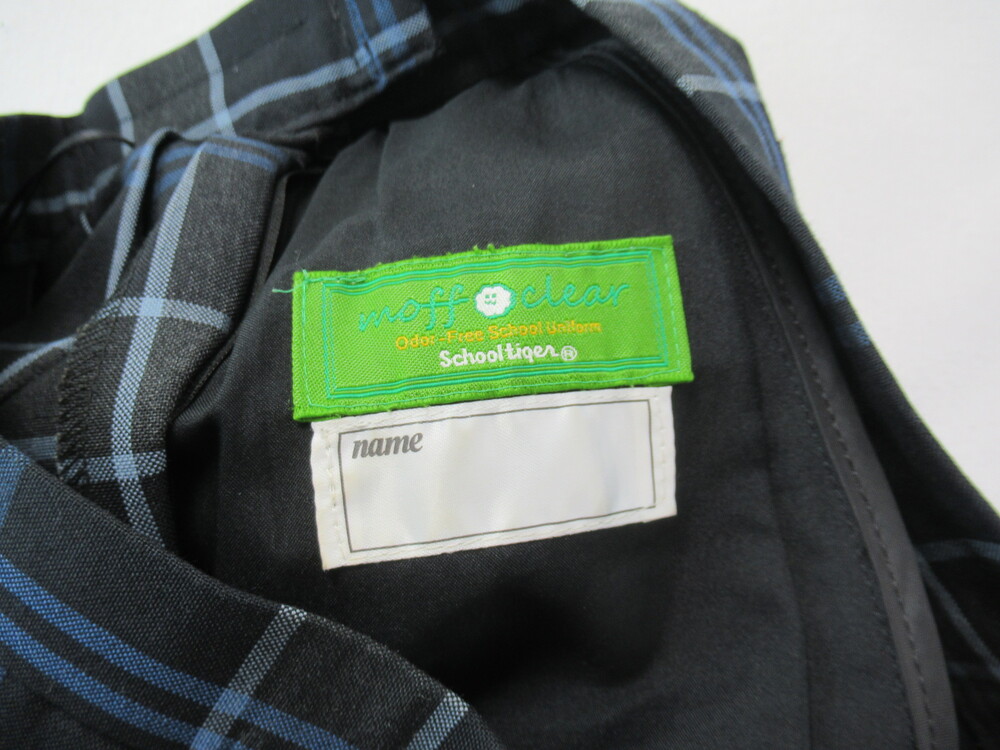 moff clear
Odor-Free School Uniform
Schooltiger®
name